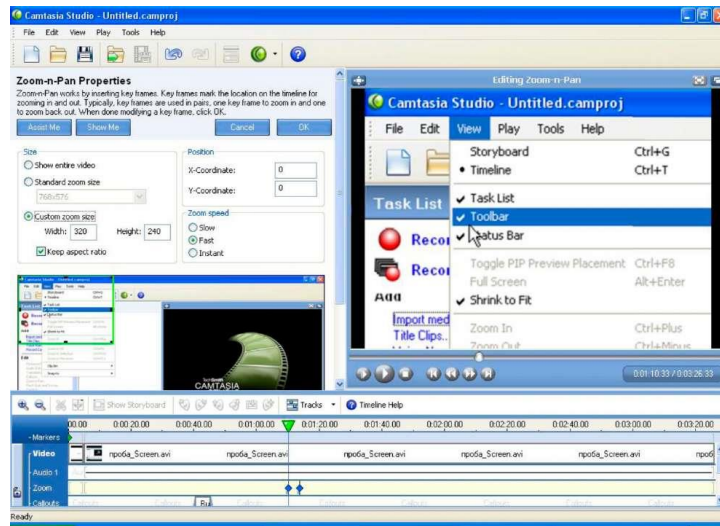 Camtasia Studio - Untitled.camproj
File Edit View Play Tools Help
Zoom-n-Pan Properties
Zoom-n-Pan works by inserting key frames. Key frames mark the location on the timeline for
zooming in and out. Typically, key frames are used in pairs, one key frame to zoom in and one
to zoom back out. When done modifying a key frame, click OK.
Assist Me Show Me Cancel OK
Size
Show entire video
Standard zoom size
768x576
Custom zoom size
Width: 320 Height: 240
Keep aspect ratio
Position
X-Coordinate: 0
Y-Coordinate: 0
Zoom speed
Slow
Fast
Instant
CAMTASIA
Editing Zoom-n-Pan
Camtasia Studio - Untitled.camproj
File Edit View Play Tools Help
Storyboard Ctrl+G
Timeline Ctrl+T
Task List
Task List
Toolbar
Status Bar
Recor
Recor
Toggle PIP Preview Placement Ctrl+F8
Full Screen Alt+Enter
Add
Shrink to Fit
Import med
Title Clips..
Zoom In Ctrl+Plus
Zoom Out Ctrl+Minus
0:01:10.33 / 0:03:26.33
Show Storyboard Tracks Timeline Help
00.00 0:00:20.00 0:00:40.00 0:01:00.00 0:01:20.00 0:01:40.00 0:02:00.00 0:02:20.00 0:02:40.00 0:03:00.00 0:03:20.00
Markers
Video проба_Screen.avi проба_Screen.avi проба_Screen.avi проба_Screen.avi проба_Screen.avi проб
Audio 1
Zoom
Callouts
Ready